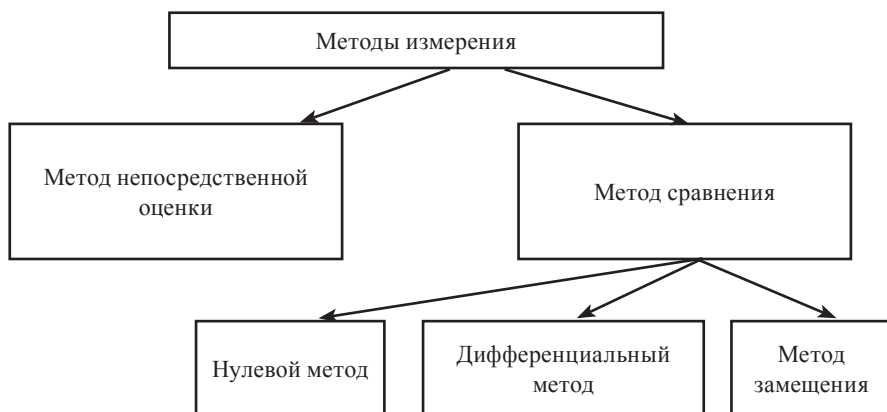 Методы измерения
Метод непосредственной
оценки
Метод сравнения
Нулевой метод
Дифференциальный
метод
Метод
замещения